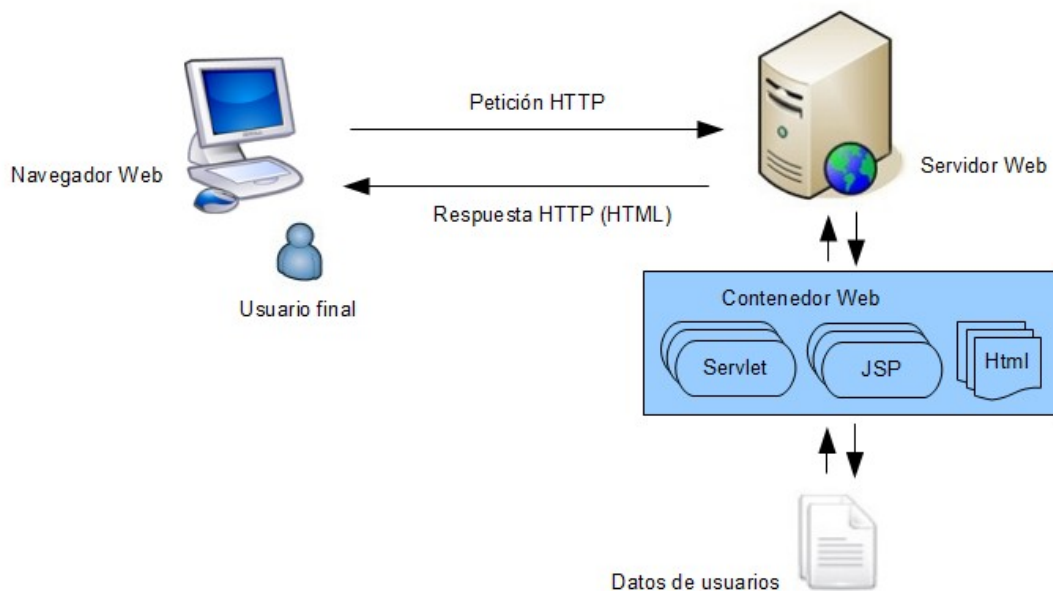 Petición HTTP
Navegador Web
Servidor Web
Respuesta HTTP (HTML)
Usuario final
Contenedor Web
Servlet
JSP
Html
Datos de usuarios